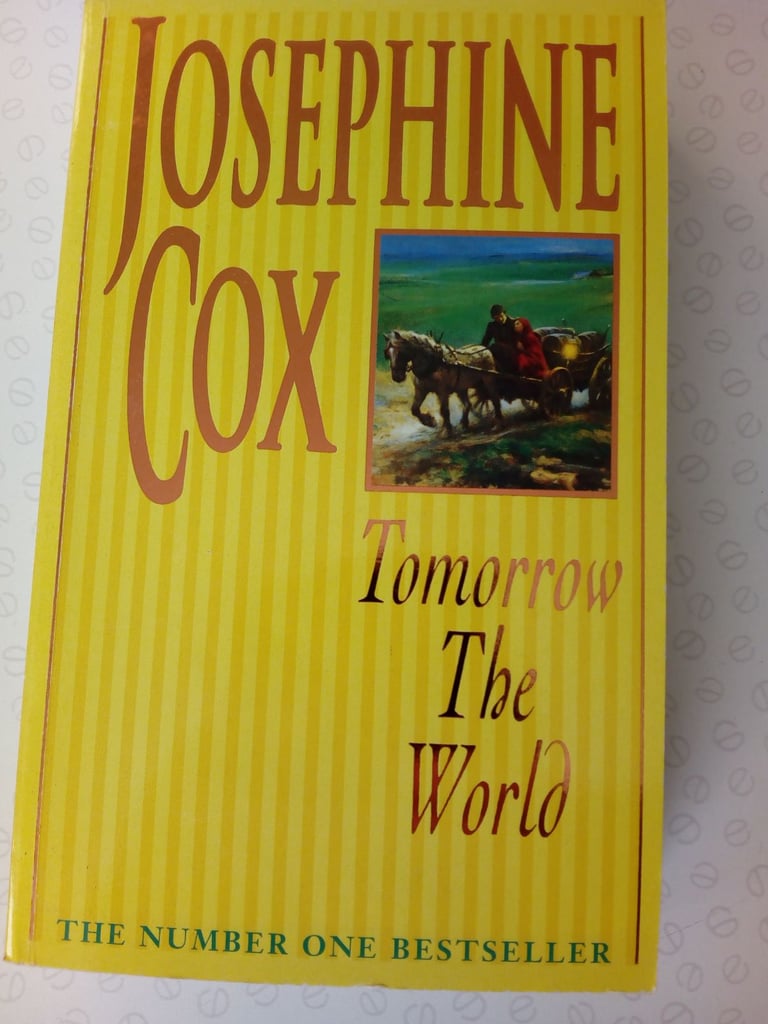 JOSEPHINE
COX
Tomorrow
The
World
THE NUMBER ONE BESTSELLER